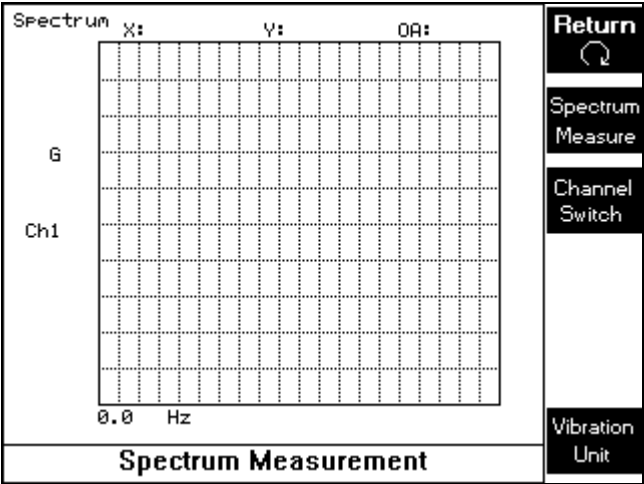 Spectrum X: Y: OA:
G
Ch1
0.0 Hz
Spectrum Measurement
Return
Spectrum
Measure
Channel
Switch
Vibration
Unit